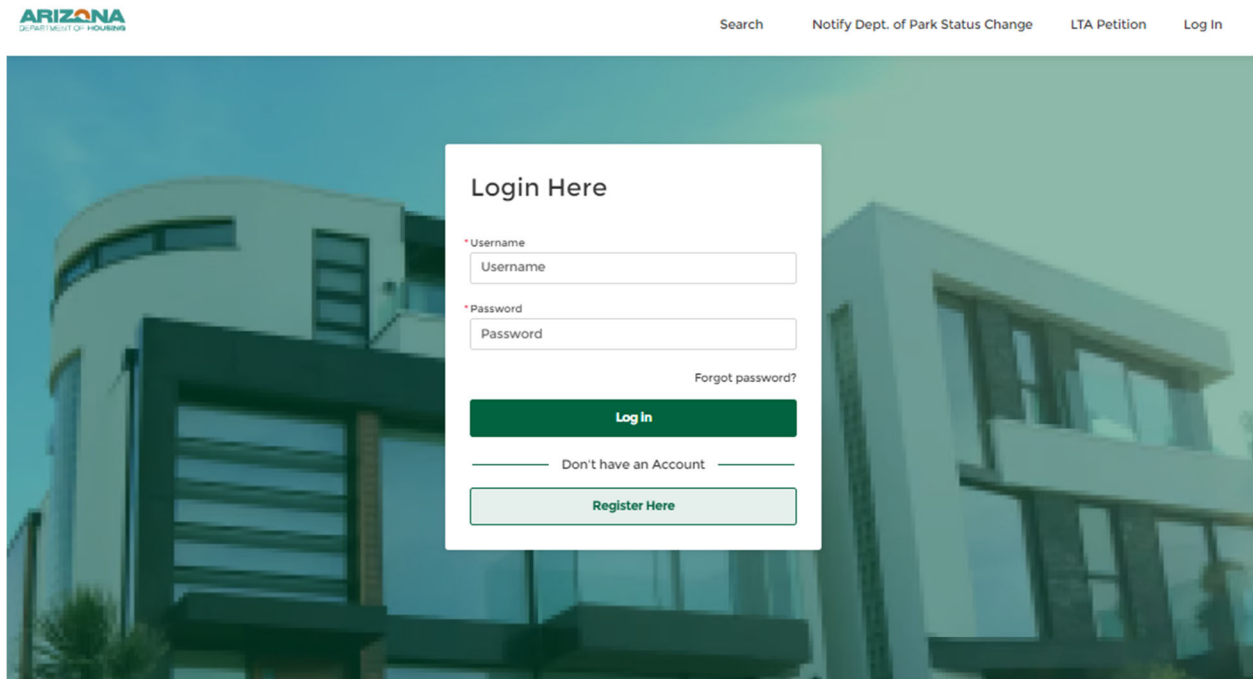 ARIZONA
DEPARTMENT OF HOUSING
Search Notify Dept. of Park Status Change LTA Petition Log In
Login Here
*Username
Username
*Password
Password
Forgot password?
Log in
Don't have an Account
Register Here